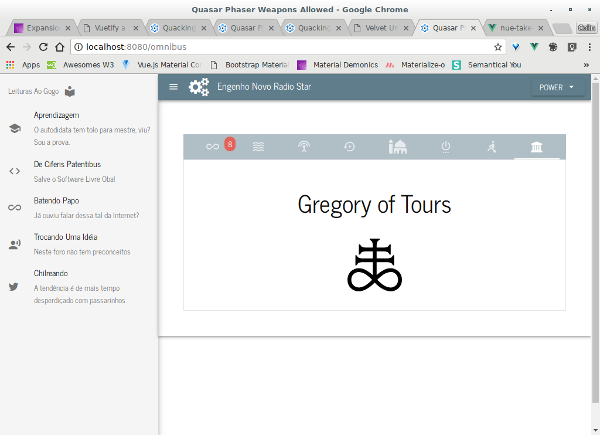 Quasar Phaser Weapons Allowed - Google Chrome
Expansio
Vuetify a
Quacking
Quasar P
Quacking
Velvet Un
Quasar P
nue-take
localhost:8080/omnibus
Apps
Awesomes W3
Vue.js Material Co
Bootstrap Material
Material Demonics
Materialize-o
Semantical You
Leituras Ao Gogo
Engenho Novo Radio Star
POWER
Aprendizagem
O autodidata tem tolo para mestre, viu?
Sou a prova.
De Ciferis Patentibus
Salve o Software Livre Oba!
Batendo Papo
Já ouviu falar dessa tal da Internet?
Trocando Uma Idéia
Neste foro não tem preconceitos
Chilreando
A tendência é de mais tempo
desperdiçado com passarinhos
8
Gregory of Tours